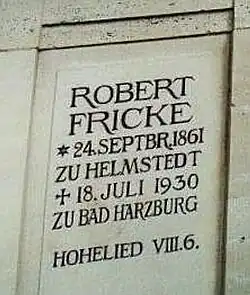 ROBERT
FRICKE
* 24. SEPTBR. 1861
ZU HELMSTEDT
† 18. JULI 1930
ZU BAD HARZBURG
HOHELIED VIII.6.